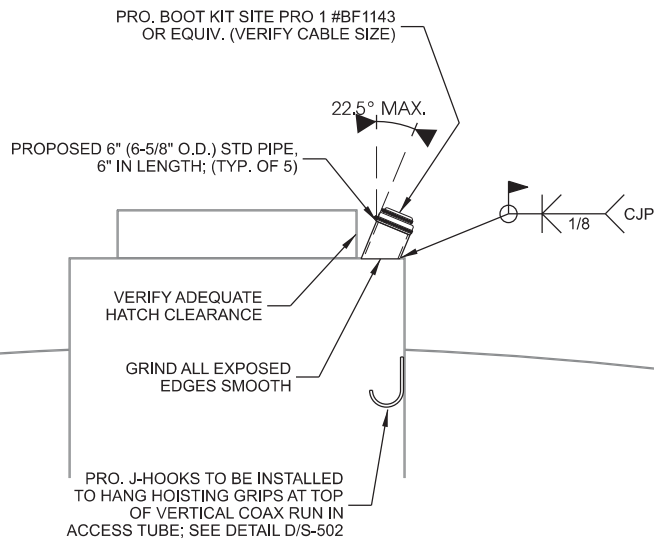 PRO. BOOT KIT SITE PRO 1 #BF1143
OR EQUIV. (VERIFY CABLE SIZE)
22.5° MAX.
PROPOSED 6" (6-5/8" O.D.) STD PIPE,
6" IN LENGTH; (TYP. OF 5)
1/8
CJP
VERIFY ADEQUATE
HATCH CLEARANCE
GRIND ALL EXPOSED
EDGES SMOOTH
PRO. J-HOOKS TO BE INSTALLED
TO HANG HOISTING GRIPS AT TOP
OF VERTICAL COAX RUN IN
ACCESS TUBE; SEE DETAIL D/S-502